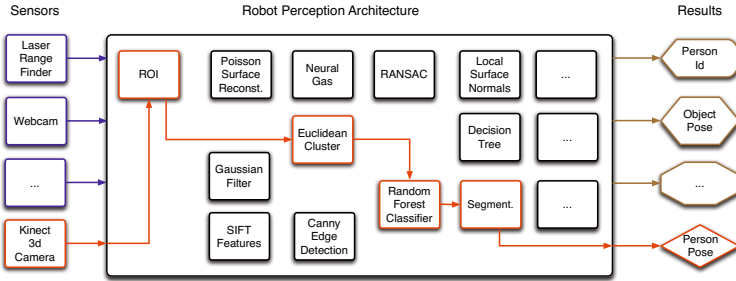 Sensors
Robot Perception Architecture
Results
Laser
Range
Finder
ROI
Poisson
Surface
Reconst.
Neural
Gas
RANSAC
Local
Surface
Normals
...
Person
Id
Webcam
Euclidean
Cluster
Decision
Tree
...
Object
Pose
...
Gaussian
Filter
Random
Forest
Classifier
Segment.
...
...
Kinect
3d
Camera
SIFT
Features
Canny
Edge
Detection
Person
Pose